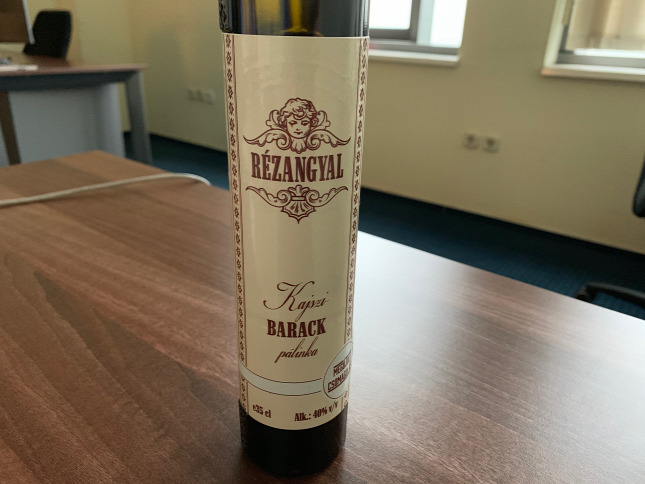 RÉZANGYAL
Kajszi
BARACK
pálinka
e35 cl
Alk.: 40% v/v